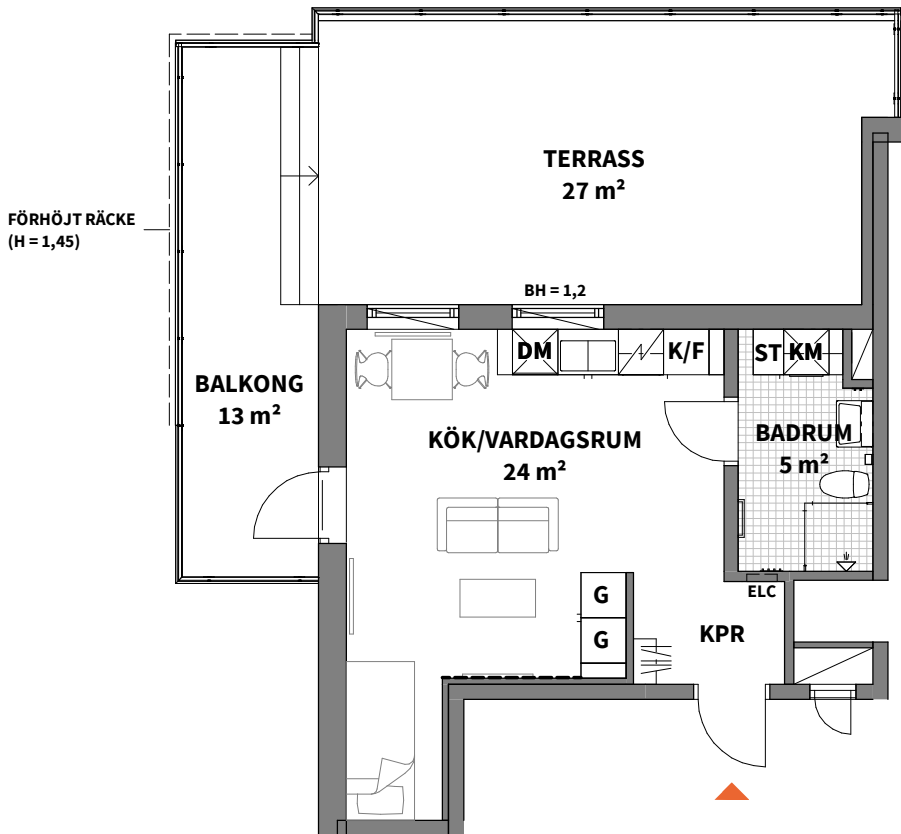 TERRASS
27 m²
FÖRHÖJT RÄCKE
(H = 1,45)
BH = 1,2
DM
K/F
ST KM
BALKONG
13 m²
KÖK/VARDAGSRUM
24 m²
BADRUM
5 m²
ELC
G
G
KPR